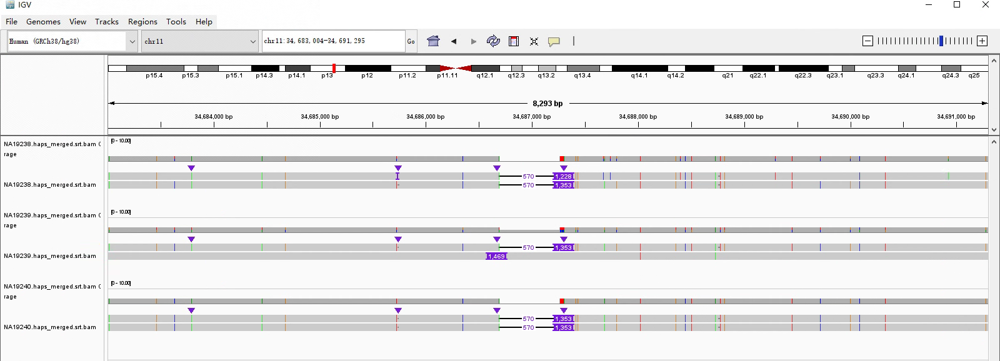 IGV
File Genomes View Tracks Regions Tools Help
Human (GRCh38/hg38) chr11 chr11:34,683,004-34,691,295 Go
p15.4 p15.3 p15.1 p14.3 p14.1 p13 p12 p11.2 p11.11 q12.1 q12.3 q13.2 q13.4 q14.1 q14.2 q21 q22.1 q22.3 q23.1 q23.3 q24.1 q24.3 q25
8,293 bp
34,684,000 bp 34,685,000 bp 34,686,000 bp 34,687,000 bp 34,688,000 bp 34,689,000 bp 34,690,000 bp 34,691,000 bp
[0 - 10.00]
NA19238.haps_merged.srt.bam C
rage
570 1,228
NA19238.haps_merged.srt.bam 570 1,353
[0 - 10.00]
NA19239.haps_merged.srt.bam C
rage
570 1,353
NA19239.haps_merged.srt.bam 1,469
[0 - 10.00]
NA19240.haps_merged.srt.bam C
rage
570 1,353
NA19240.haps_merged.srt.bam 570 1,353